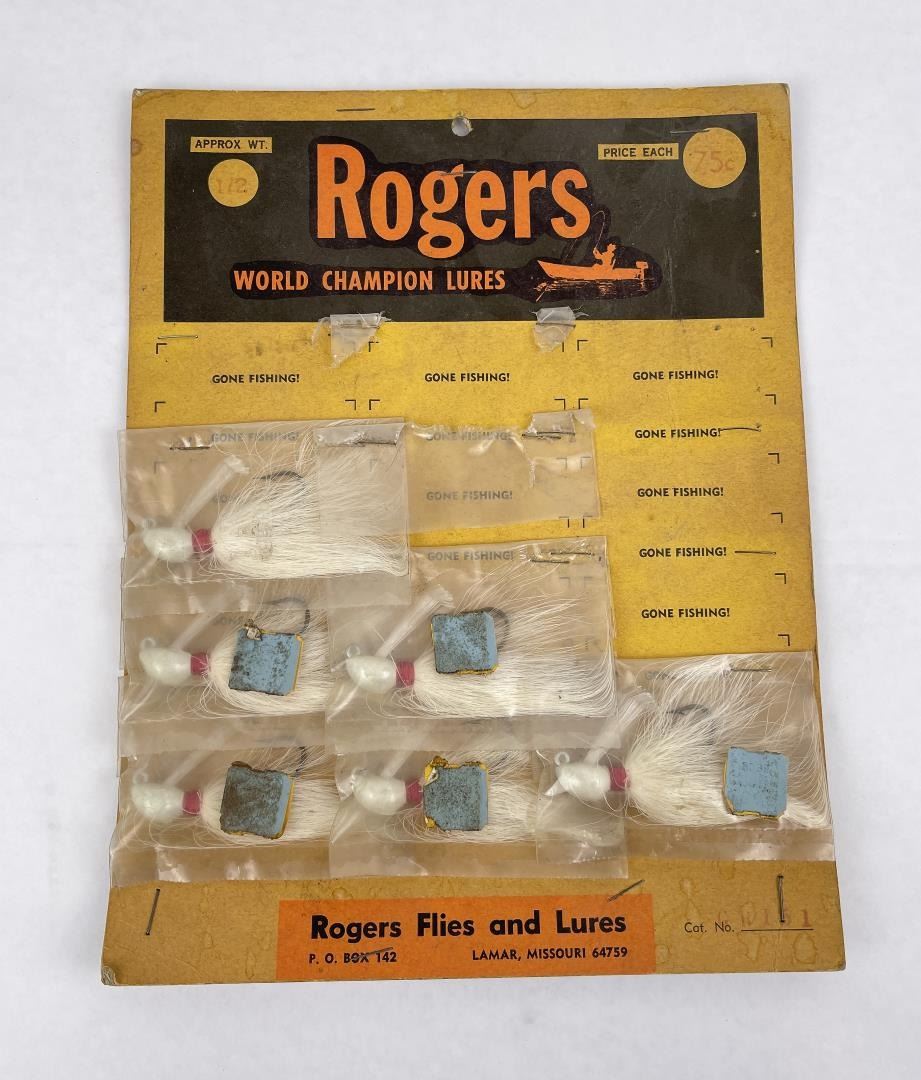 APPROX WT.
1/2
Rogers
PRICE EACH
75¢
WORLD CHAMPION LURES
GONE FISHING!
GONE FISHING!
GONE FISHING!
GONE FISHING!
GONE FISHING!
GONE FISHING!
GONE FISHING!
GONE FISHING!
GONE FISHING!
GONE FISHING!
GONE FISHING!
Rogers Flies and Lures
P. O. BOX 142
LAMAR, MISSOURI 64759
Cat. No.